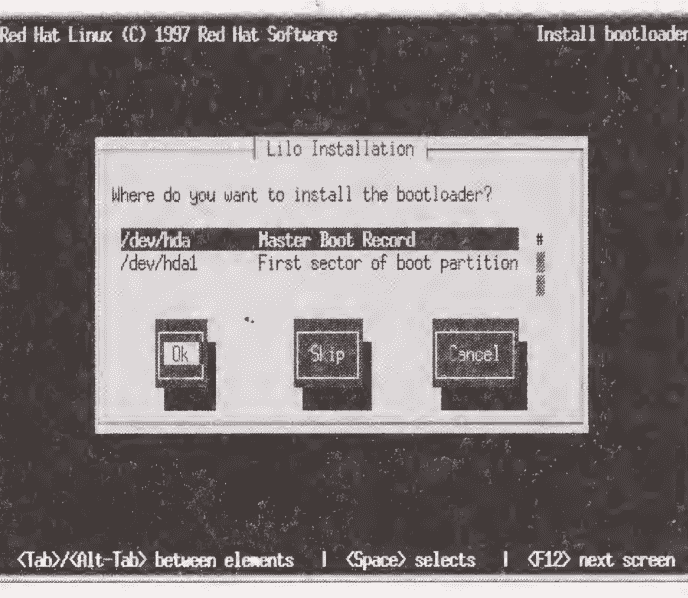 Red Hat Linux (C) 1997 Red Hat Software Install bootloader
Lilo Installation
Where do you want to install the bootloader?
/dev/hda Master Boot Record #
/dev/hda1 First sector of boot partition
Ok Skip Cancel
<Tab>/<Alt-Tab> between elements | <Space> selects | <F12> next screen